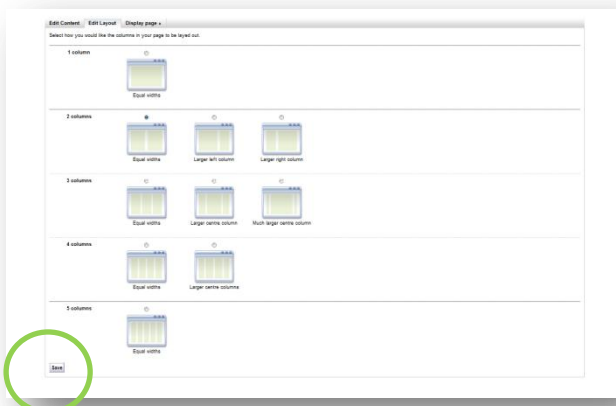 Edit Content Edit Layout Display page
Select how you would like the columns in your page to be layed out.
1 column
Equal widths
2 columns
Equal widths Larger left column Larger right column
3 columns
Equal widths Larger centre column Much larger centre column
4 columns
Equal widths Larger centre columns
5 columns
Equal widths
Save